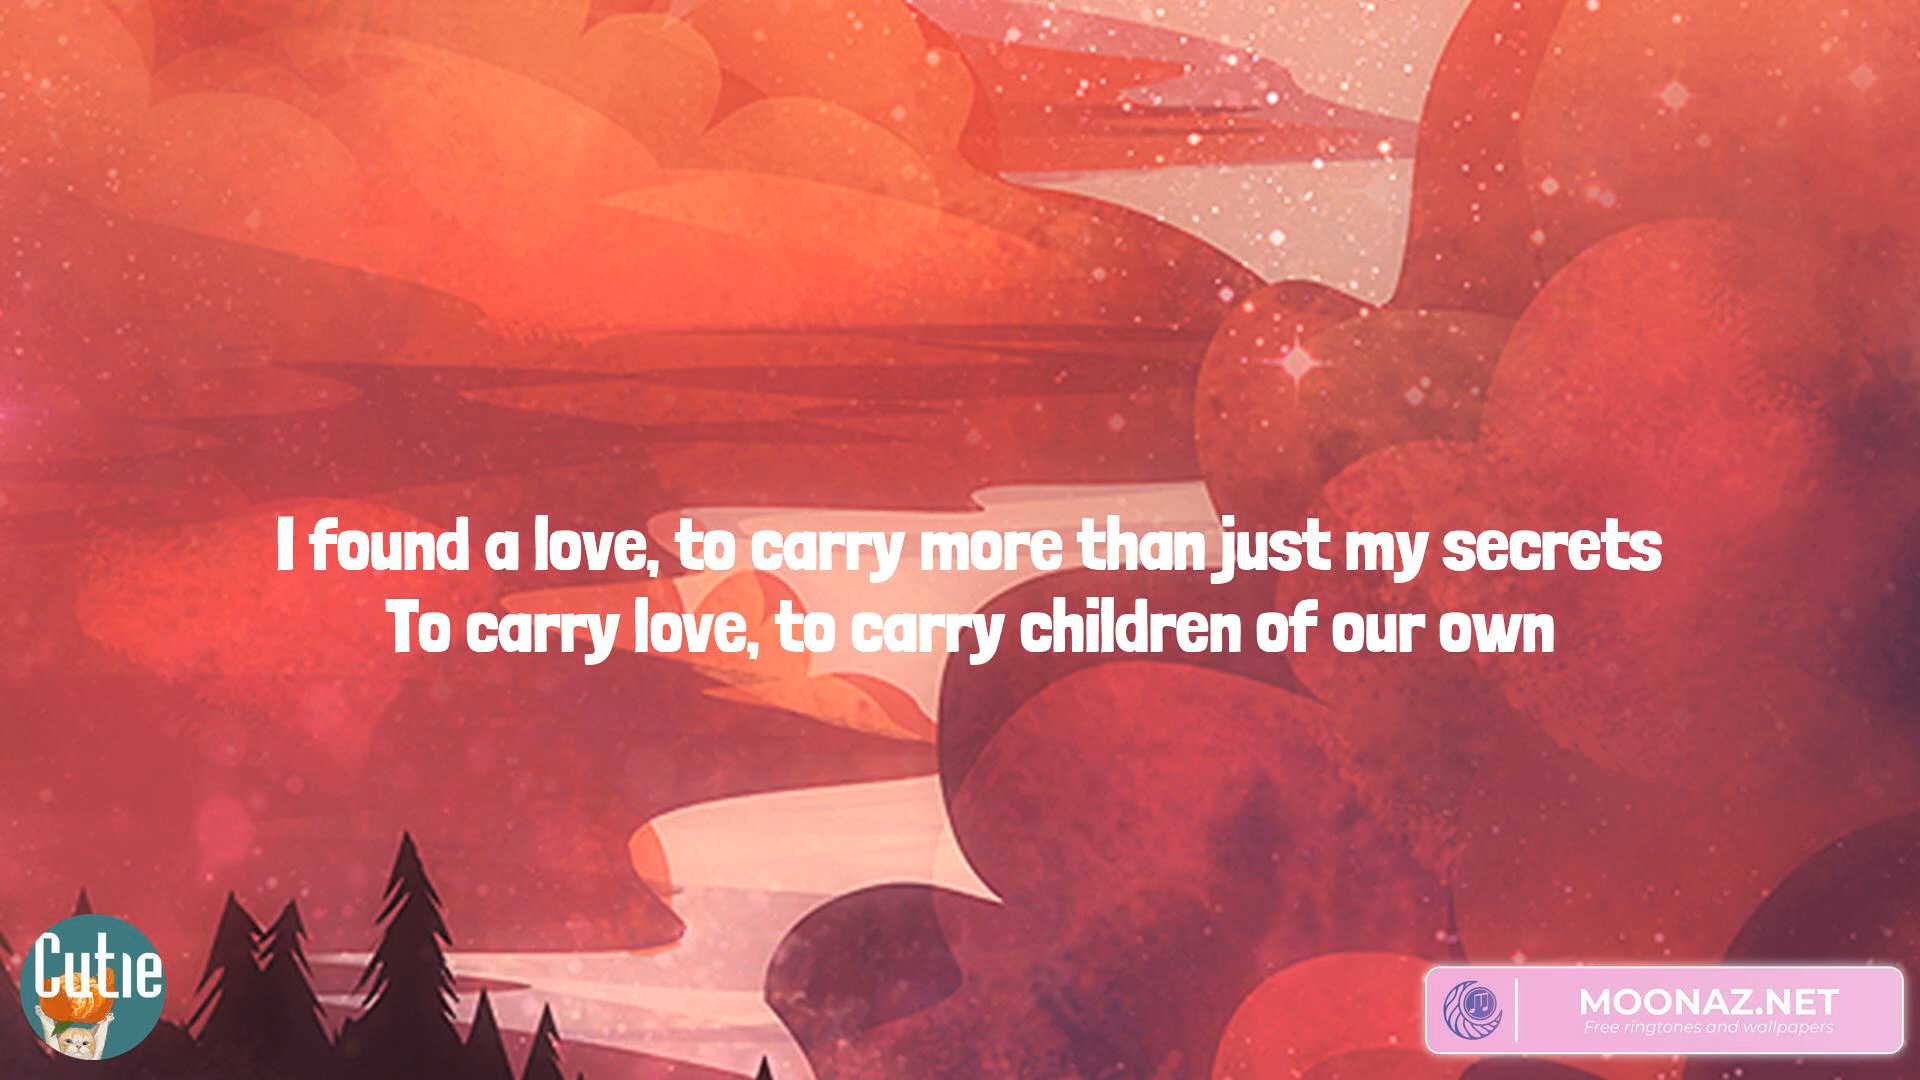 I found a love, to carry more than just my secrets
To carry love, to carry children of our own
Cutie
MOONAZ.NET
Free ringtones and wallpapers